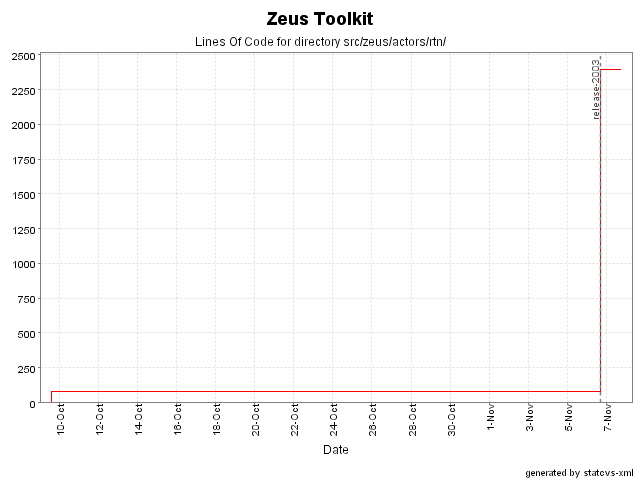 Zeus Toolkit
Lines Of Code for directory src/zeus/actors/rtn/
2500
2250
2000
1750
1500
1250
1000
750
500
250
0
release-2003
10-Oct
12-Oct
14-Oct
16-Oct
18-Oct
20-Oct
22-Oct
24-Oct
26-Oct
28-Oct
30-Oct
1-Nov
3-Nov
5-Nov
7-Nov
Date
generated by statcvs-xml